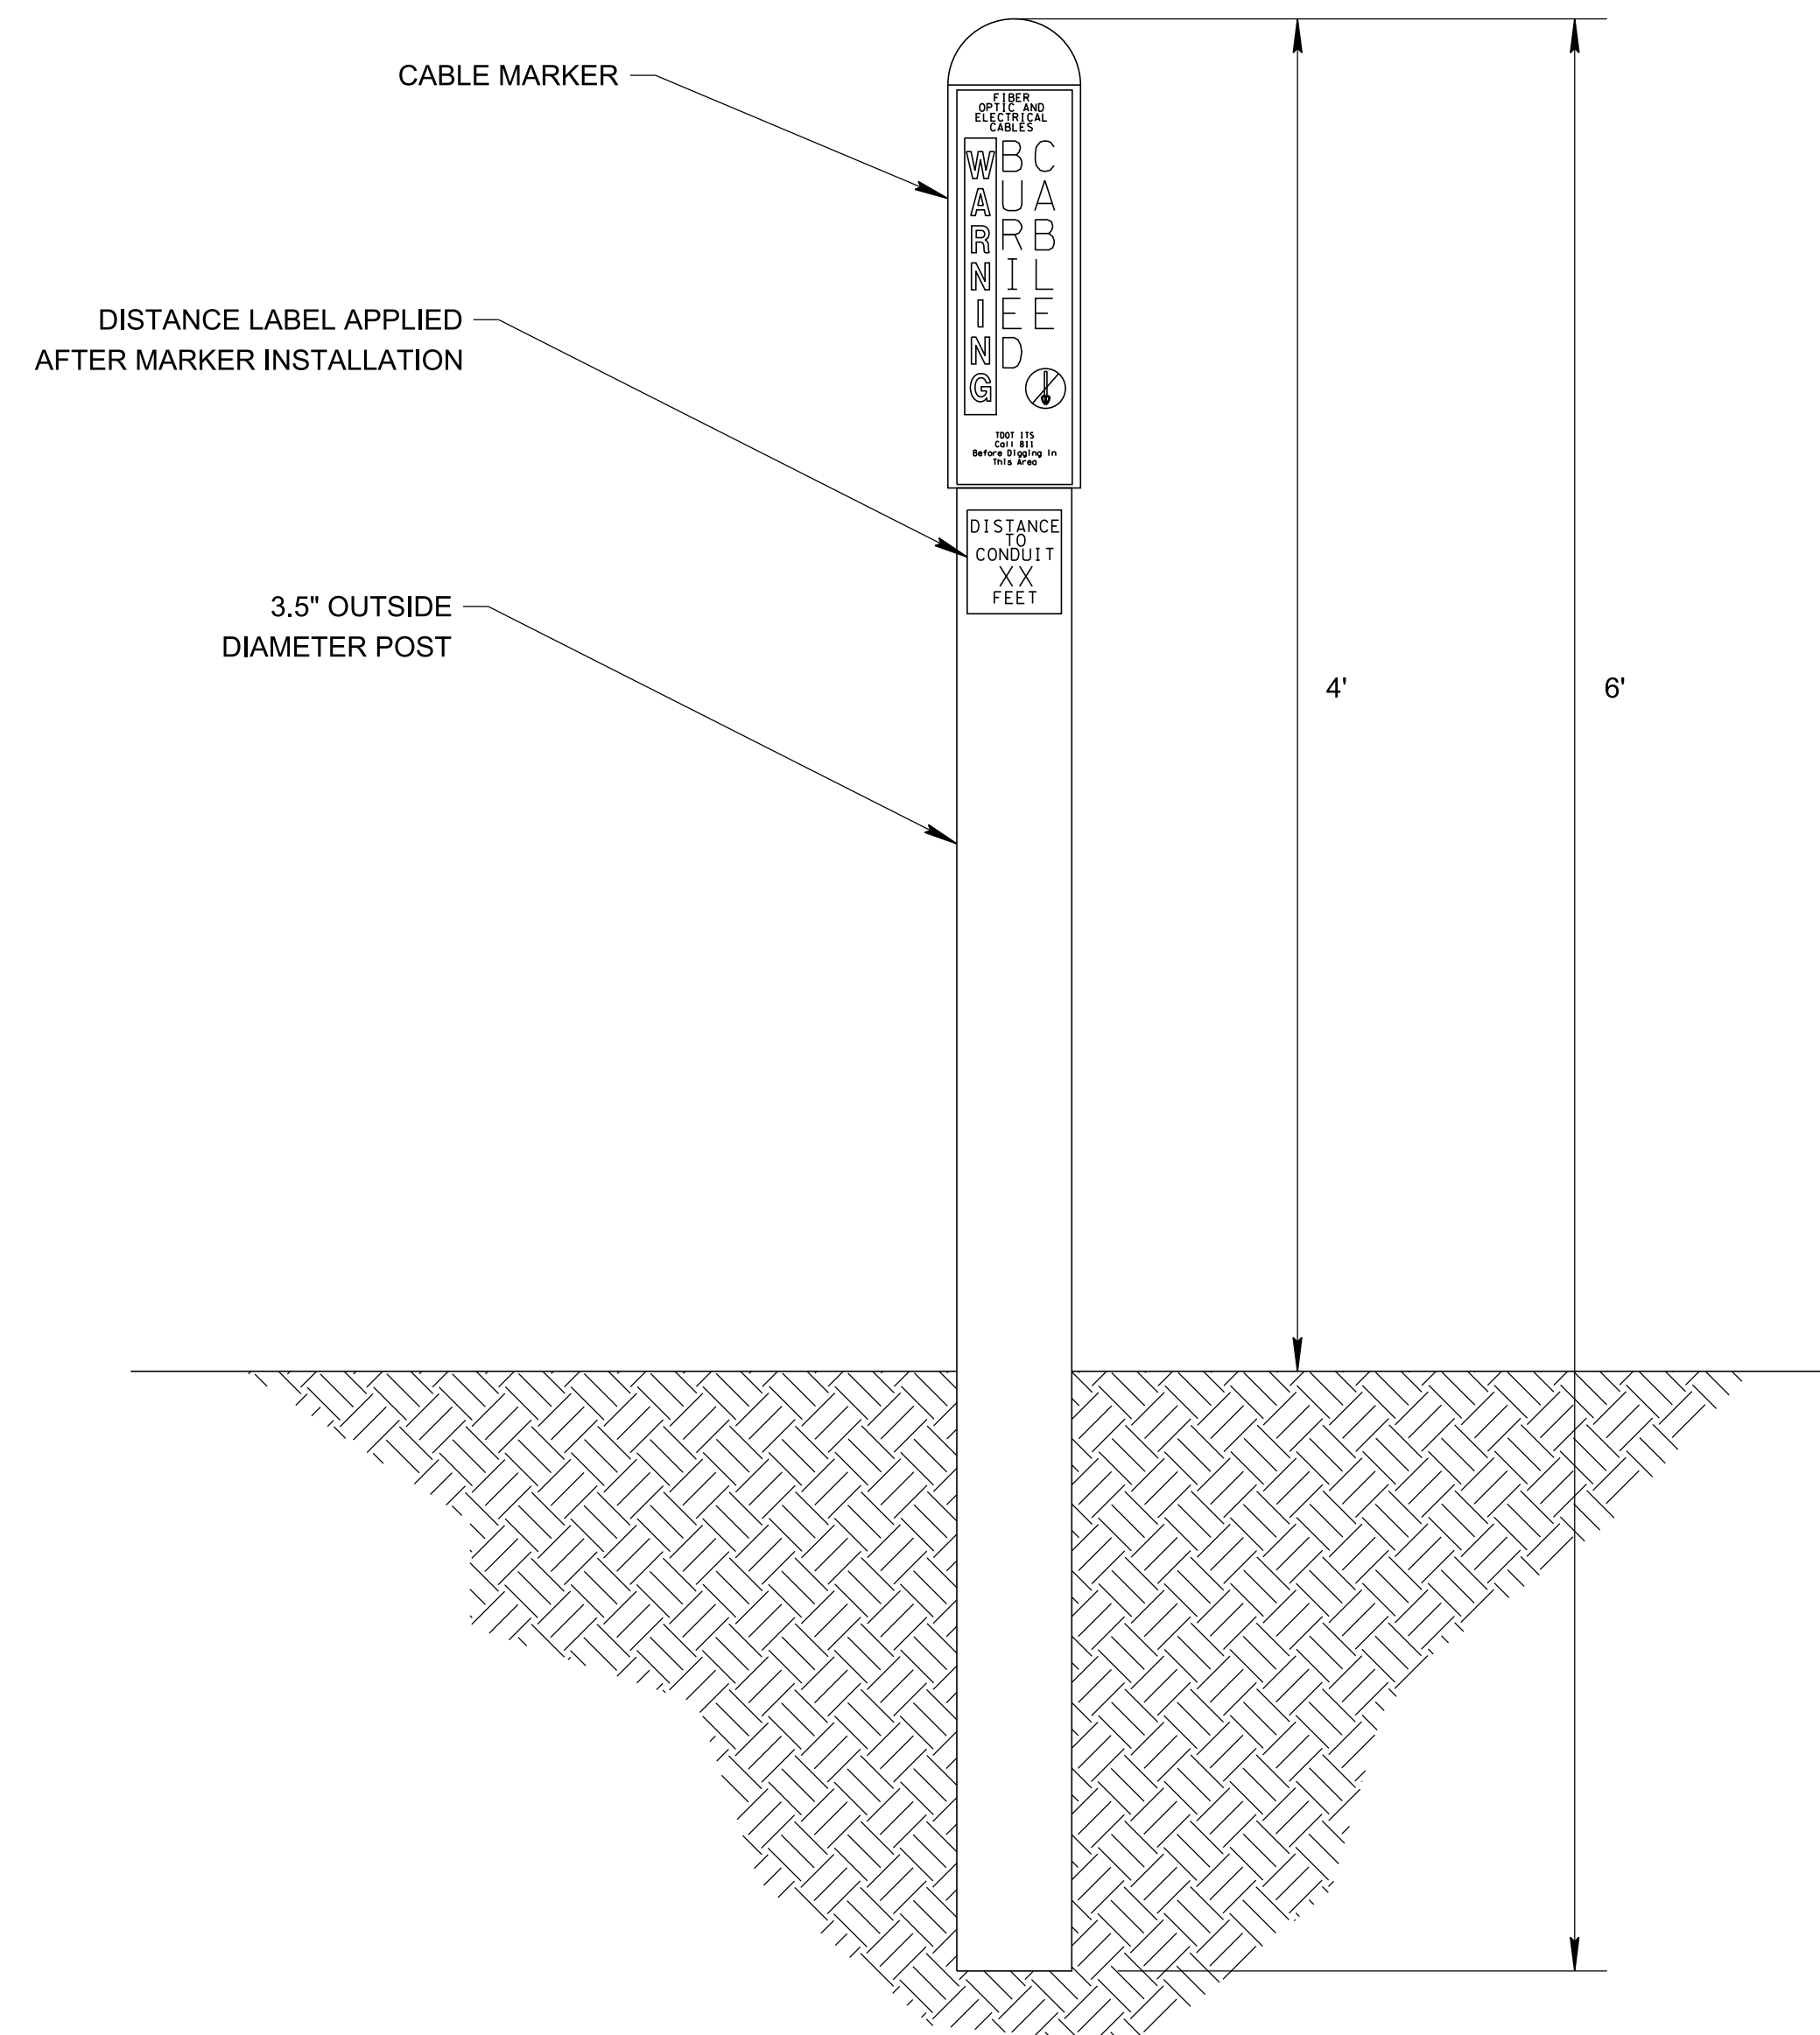 CABLE MARKER
FIBER
OPTIC AND
ELECTRICAL
CABLES
WARNING
BURIED
CABLE
TDOT ITS
Call 811
Before Digging in
This Area
DISTANCE LABEL APPLIED
AFTER MARKER INSTALLATION
DISTANCE
TO
CONDUIT
XX
FEET
3.5" OUTSIDE
DIAMETER POST
4'
6'